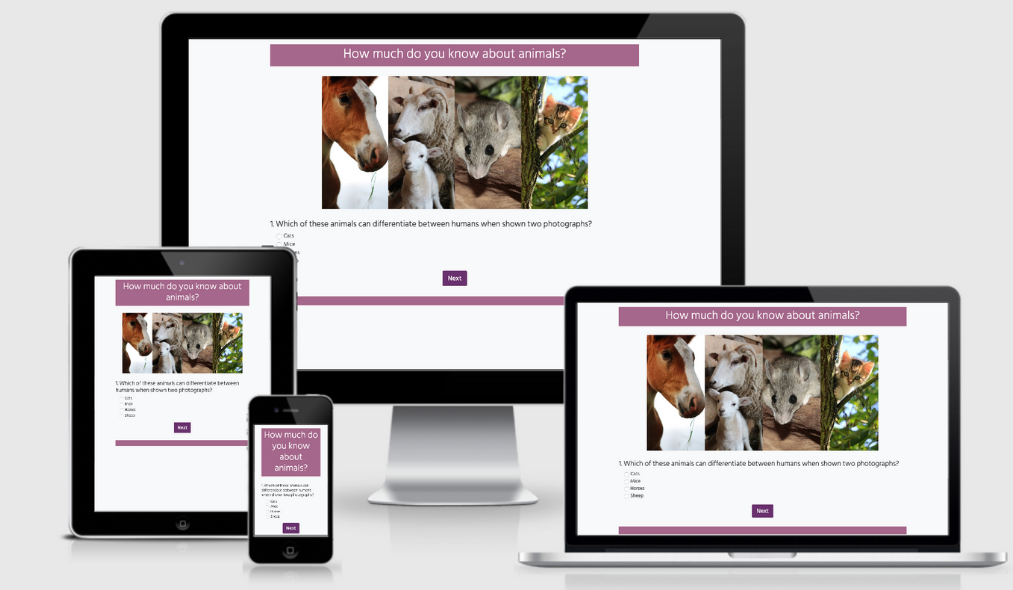 How much do you know about animals?
1. Which of these animals can differentiate between humans when shown two photographs?
Cats
Mice
Next
How much do you know about
animals?
1. Which of these animals can differentiate between
humans when shown two photographs?
Cats
Mice
Horses
Sheep
Next
How much do
you know
about
animals?
1. Which of these animals can
differentiate between humans
when shown two photographs?
Cats
Mice
Horses
Sheep
Next
How much do you know about animals?
1. Which of these animals can differentiate between humans when shown two photographs?
Cats
Mice
Horses
Sheep
Next